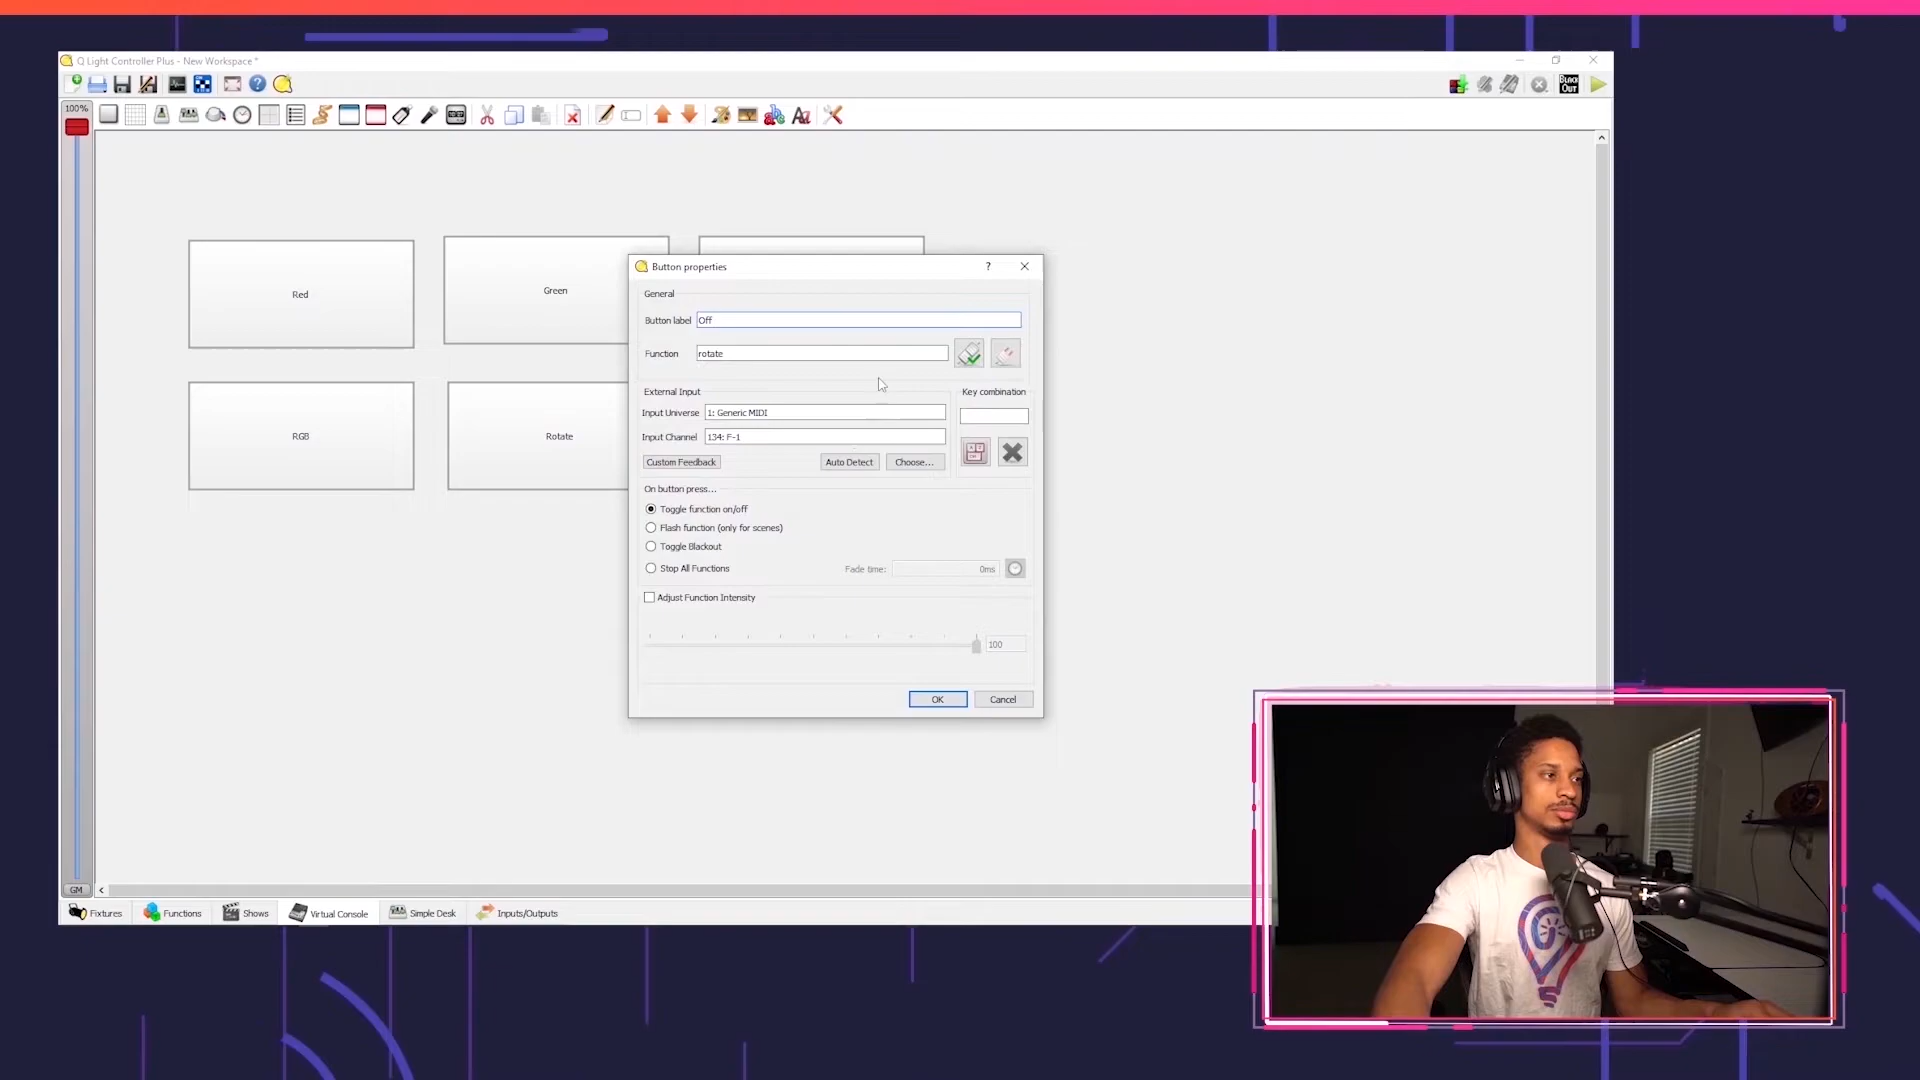 Q Light Controller Plus - New Workspace *
BLACK
OUT
100%
Red
Green
RGB
Rotate
Button properties
?
General
Button label Off
Function rotate
External Input
Key combination
Input Universe 1: Generic MIDI
Input Channel 134: F-1
Custom Feedback Auto Detect Choose...
On button press...
Toggle function on/off
Flash function (only for scenes)
Toggle Blackout
Stop All Functions Fade time: 0ms
Adjust Function Intensity
100
OK Cancel
GM
Fixtures Functions Shows Virtual Console Simple Desk Inputs/Outputs